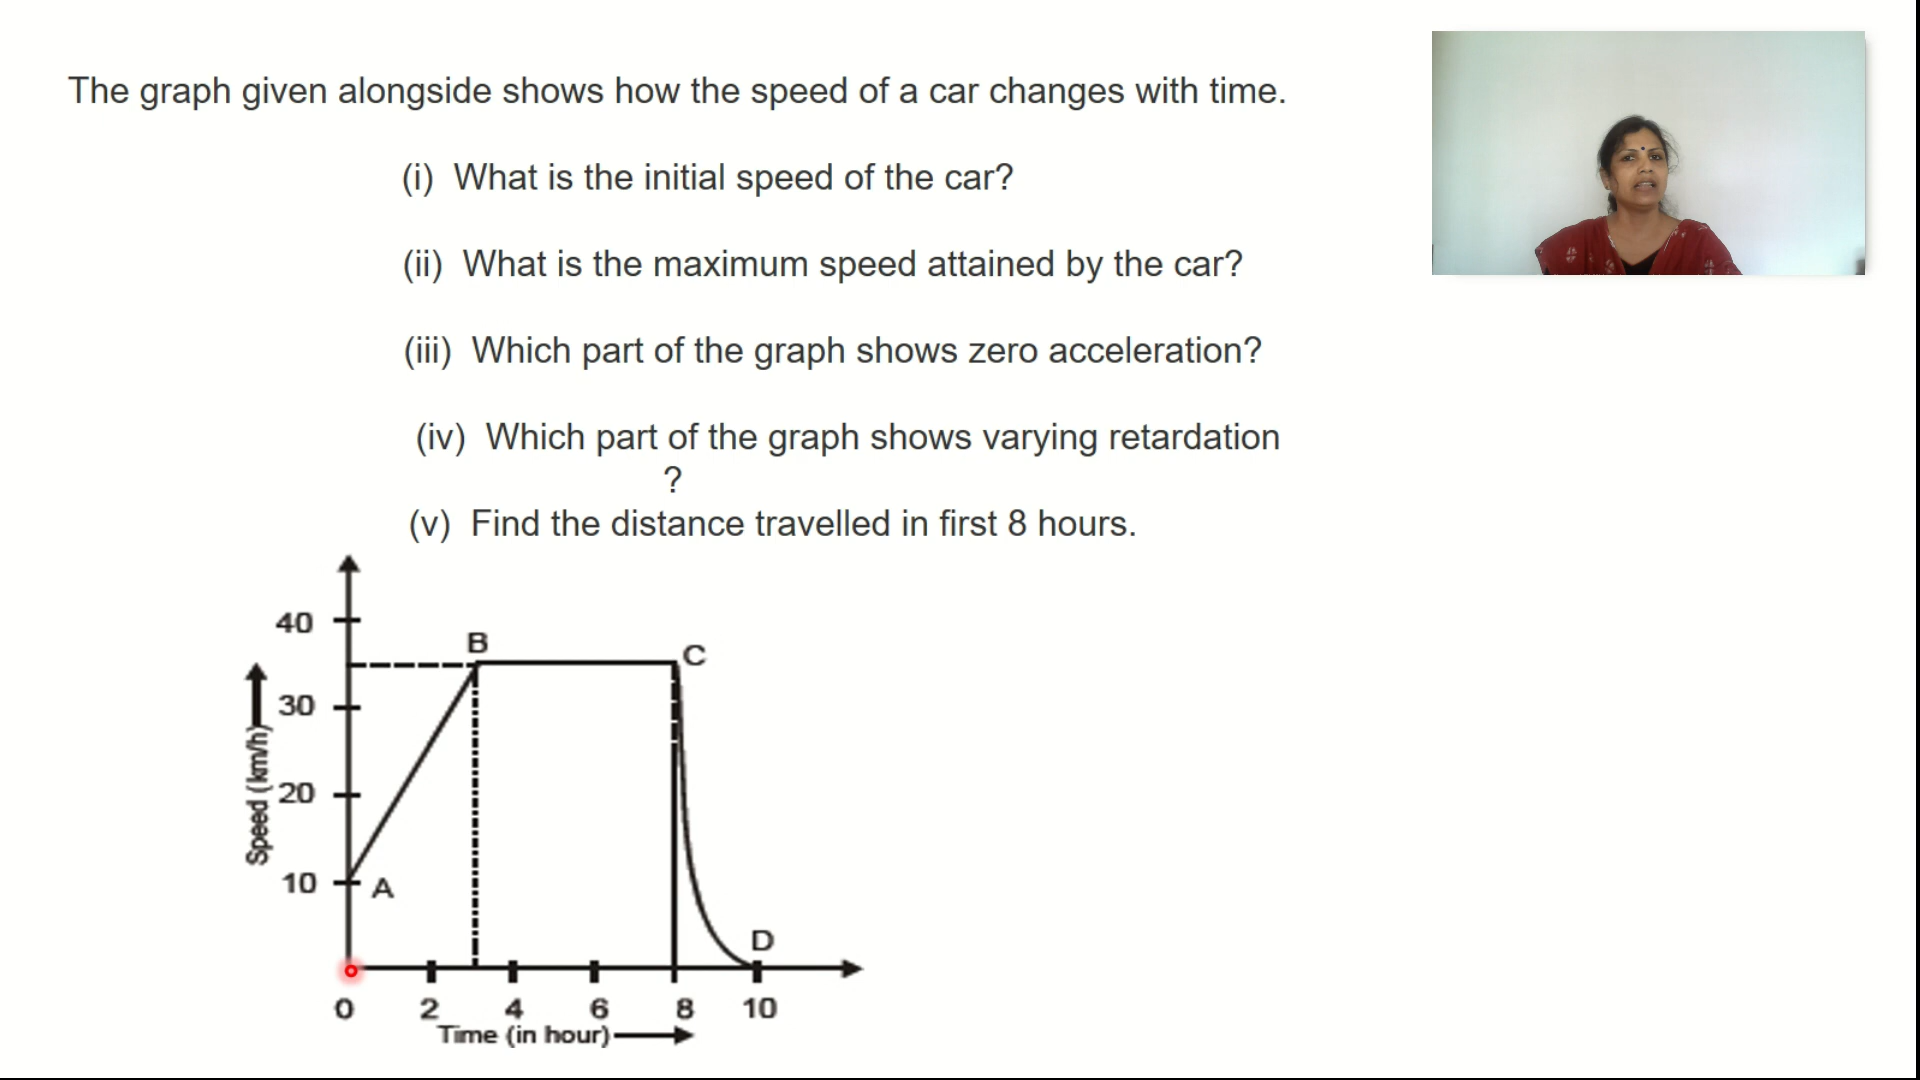 The graph given alongside shows how the speed of a car changes with time.
(i) What is the initial speed of the car?
(ii) What is the maximum speed attained by the car?
(iii) Which part of the graph shows zero acceleration?
(iv) Which part of the graph shows varying retardation
?
(v) Find the distance travelled in first 8 hours.
40
B
C
30
Speed (km/h)
20
10
A
D
0 2 4 6 8 10
Time (in hour)